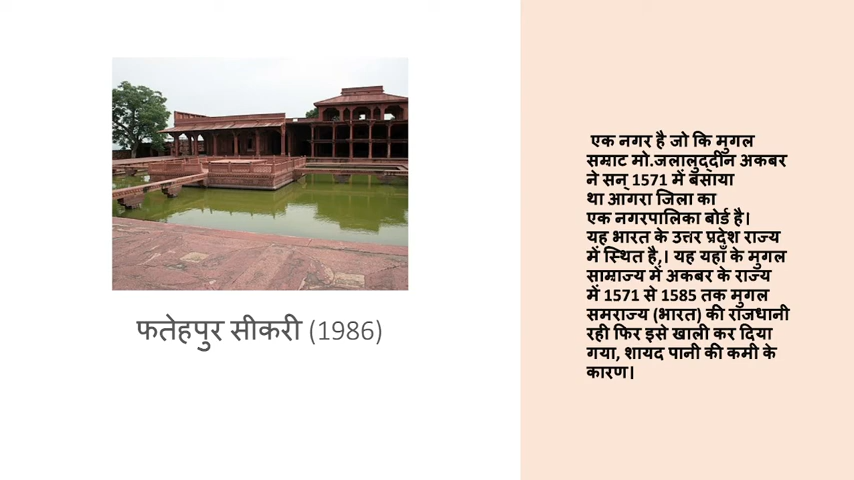 फतेहपुर सीकरी (1986)
एक नगर है जो कि मुगल
सम्राट मो.जलालुद्दीन अकबर
ने सन् 1571 में बसाया
था आगरा जिला का
एक नगरपालिका बोर्ड है।
यह भारत के उत्तर प्रदेश राज्य
में स्थित है,। यह यहाँ के मुगल
साम्राज्य में अकबर के राज्य
में 1571 से 1585 तक मुगल
समराज्य (भारत) की राजधानी
रही फिर इसे खाली कर दिया
गया, शायद पानी की कमी के
कारण।